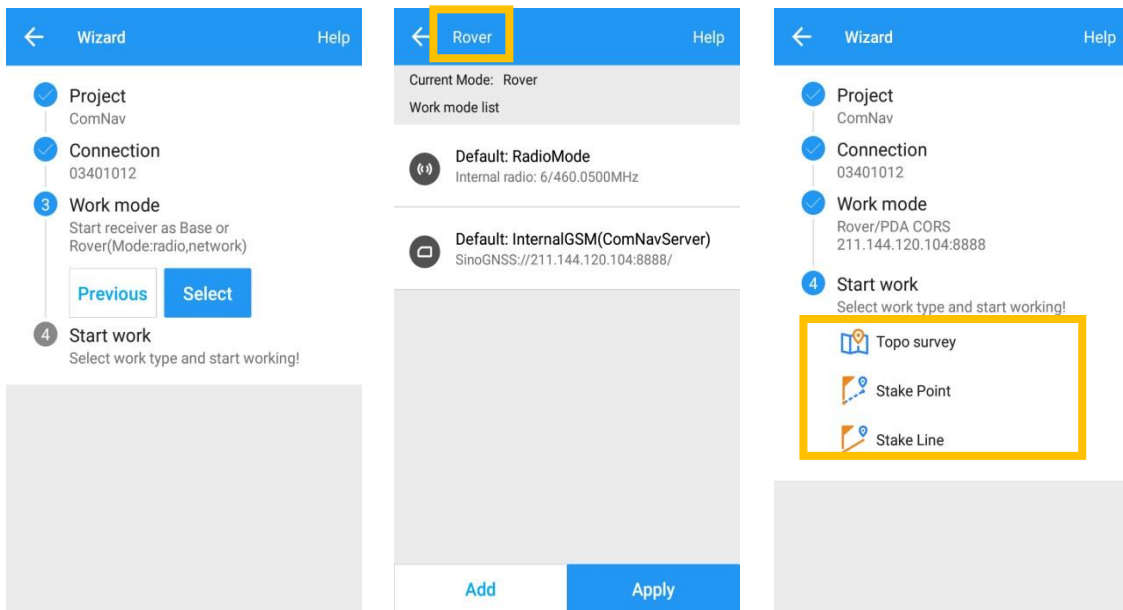 Wizard
Help
Project
ComNav
Connection
03401012
3
Work mode
Start receiver as Base or
Rover(Mode:radio,network)
Previous
Select
4
Start work
Select work type and start working!
Rover
Help
Current Mode: Rover
Work mode list
Default: RadioMode
Internal radio: 6/460.0500MHz
Default: InternalGSM(ComNavServer)
SinoGNSS://211.144.120.104:8888/
Add
Apply
Wizard
Help
Project
ComNav
Connection
03401012
Work mode
Rover/PDA CORS
211.144.120.104:8888
4
Start work
Select work type and start working!
Topo survey
Stake Point
Stake Line